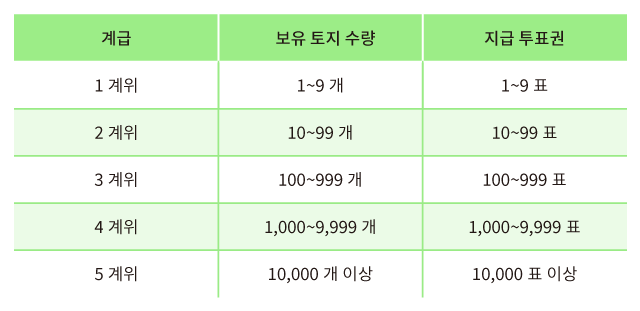 계급 보유 토지 수량 지급 투표권
1 계위 1~9 개 1~9 표
2 계위 10~99 개 10~99 표
3 계위 100~999 개 100~999 표
4 계위 1,000~9,999 개 1,000~9,999 표
5 계위 10,000 개 이상 10,000 표 이상